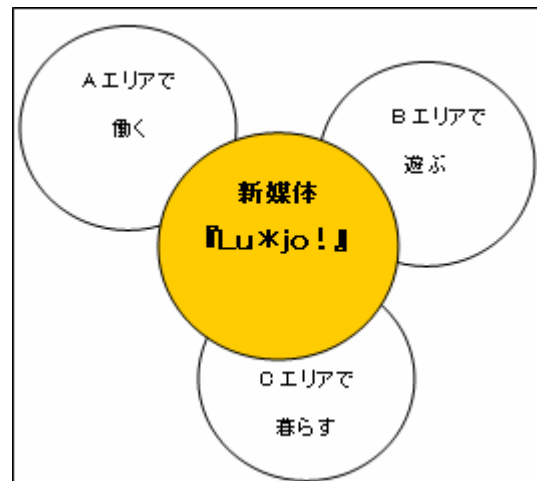 Aエリアで
働く
Bエリアで
遊ぶ
新媒体
『Lu*jo!』
Cエリアで
暮らす